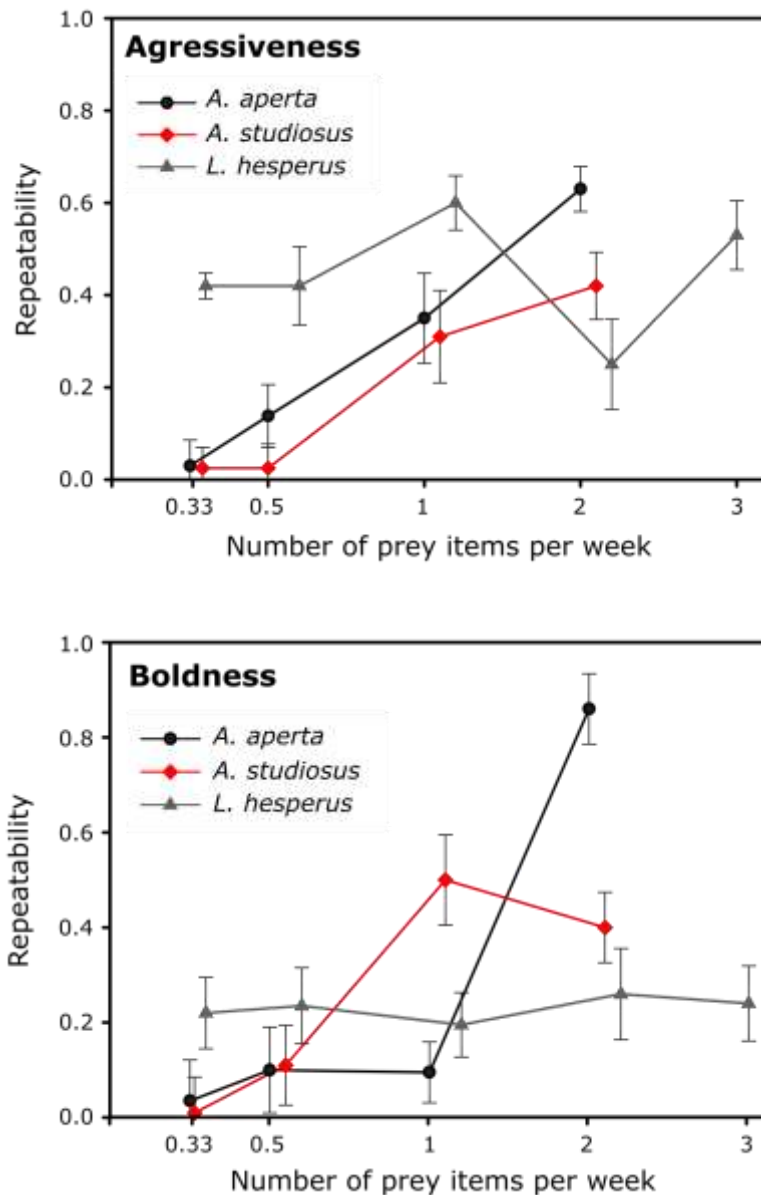 Agressiveness
A. aperta
A. studiosus
L. hesperus
Repeatability
1.0
0.8
0.6
0.4
0.2
0.0
0.33 0.5 1 2 3
Number of prey items per week
Boldness
A. aperta
A. studiosus
L. hesperus
Repeatability
1.0
0.8
0.6
0.4
0.2
0.0
0.33 0.5 1 2 3
Number of prey items per week